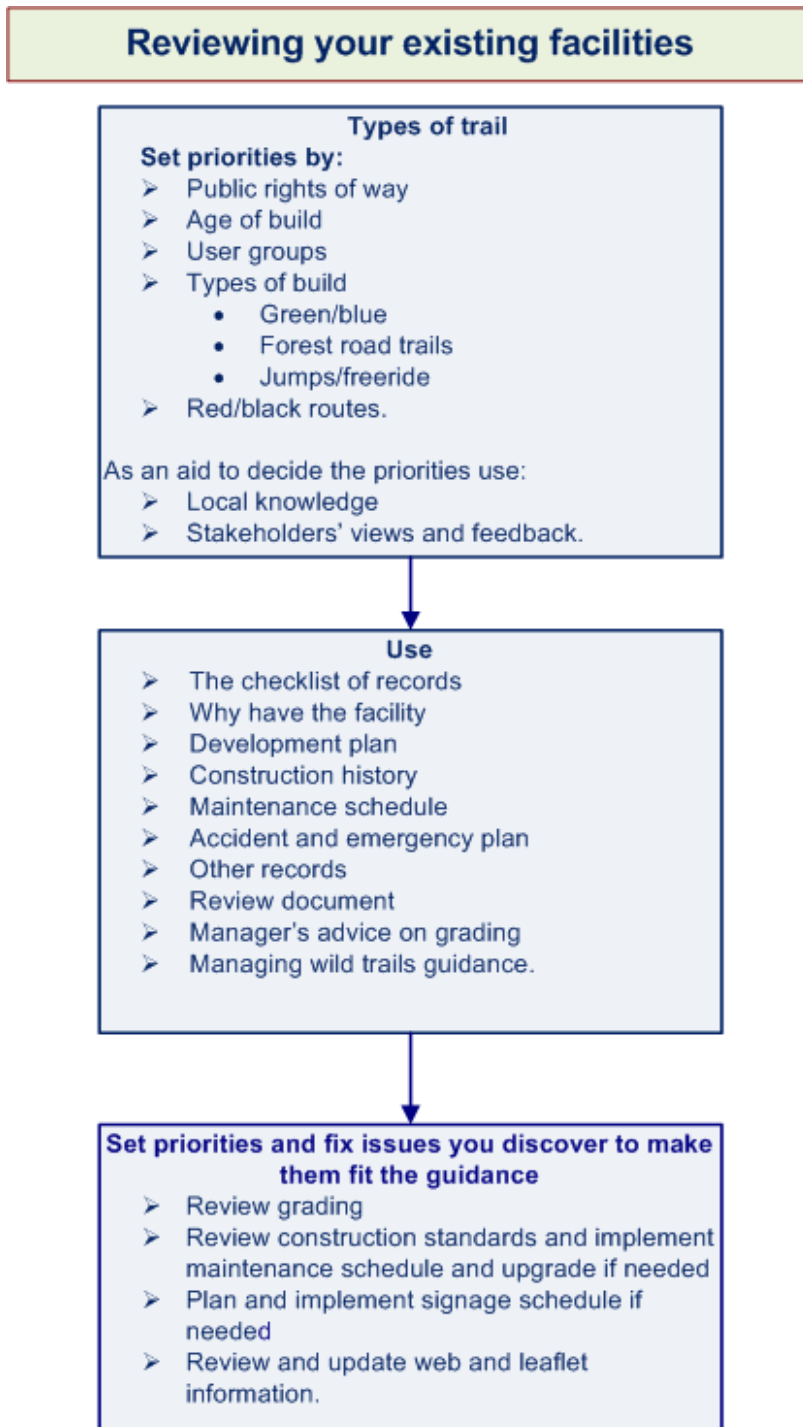 Reviewing your existing facilities
Types of trail
Set priorities by:
➢ Public rights of way
➢ Age of build
➢ User groups
➢ Types of build
• Green/blue
• Forest road trails
• Jumps/freeride
➢ Red/black routes.
As an aid to decide the priorities use:
➢ Local knowledge
➢ Stakeholders’ views and feedback.
Use
➢ The checklist of records
➢ Why have the facility
➢ Development plan
➢ Construction history
➢ Maintenance schedule
➢ Accident and emergency plan
➢ Other records
➢ Review document
➢ Manager’s advice on grading
➢ Managing wild trails guidance.
Set priorities and fix issues you discover to make
them fit the guidance
➢ Review grading
➢ Review construction standards and implement
maintenance schedule and upgrade if needed
➢ Plan and implement signage schedule if
needed
➢ Review and update web and leaflet
information.